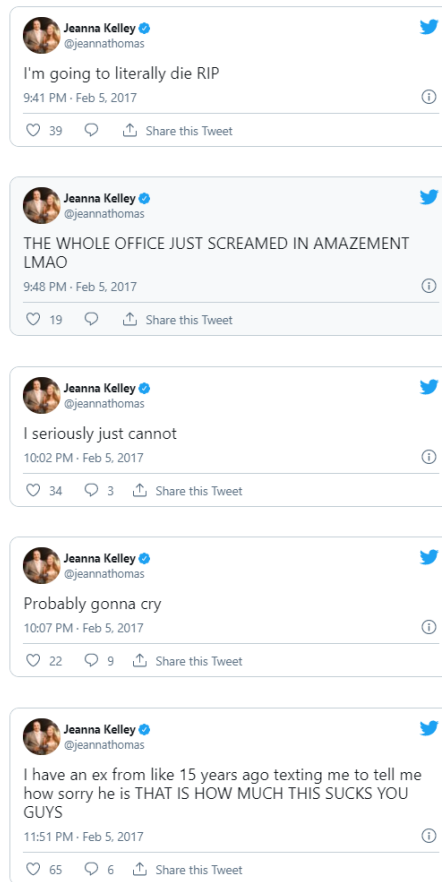 Jeanna Kelley
@jeannathomas
I'm going to literally die RIP
9:41 PM · Feb 5, 2017
39 Share this Tweet
Jeanna Kelley
@jeannathomas
THE WHOLE OFFICE JUST SCREAMED IN AMAZEMENT
LMAO
9:48 PM · Feb 5, 2017
19 Share this Tweet
Jeanna Kelley
@jeannathomas
I seriously just cannot
10:02 PM · Feb 5, 2017
34 3 Share this Tweet
Jeanna Kelley
@jeannathomas
Probably gonna cry
10:07 PM · Feb 5, 2017
22 9 Share this Tweet
Jeanna Kelley
@jeannathomas
I have an ex from like 15 years ago texting me to tell me
how sorry he is THAT IS HOW MUCH THIS SUCKS YOU
GUYS
11:51 PM · Feb 5, 2017
65 6 Share this Tweet